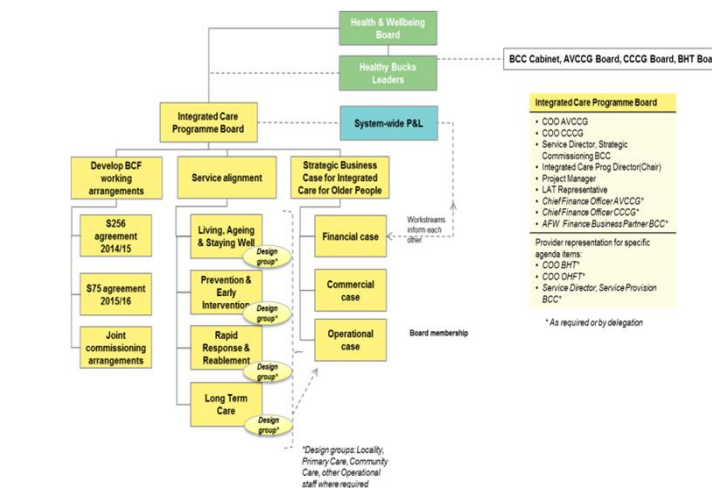 Health & Wellbeing
Board
Healthy Bucks
Leaders
BCC Cabinet, AVCCG Board, CCCG Board, BHT Boa
Integrated Care
Programme Board
System-wide P&L
Develop BCF
working
arrangements
Service alignment
Strategic Business
Case for Integrated
Care for Older People
S256
agreement
2014/15
S75 agreement
2015/16
Joint
commissioning
arrangements
Living, Ageing
& Staying Well
Design
group*
Prevention &
Early
Intervention
Design
group*
Rapid
Response &
Reablement
Design
group*
Long Term
Care
Design
group*
Financial case
Commercial
case
Operational
case
Workstreams
inform each
other
Board membership
*Design groups: Locality,
Primary Care, Community
Care, other Operational
staff where required
Integrated Care Programme Board
• COO AVCCG
• COO CCCG
• Service Director, Strategic
Commissioning BCC
• Integrated Care Prog Director(Chair)
• Project Manager
• LAT Representative
• Chief Finance Officer AVCCG*
• Chief Finance Officer CCCG*
• AFW Finance Business Partner BCC*
Provider representation for specific
agenda items:
• COO BHT*
• COO OHFT*
• Service Director, Service Provision
BCC*
* As required or by delegation